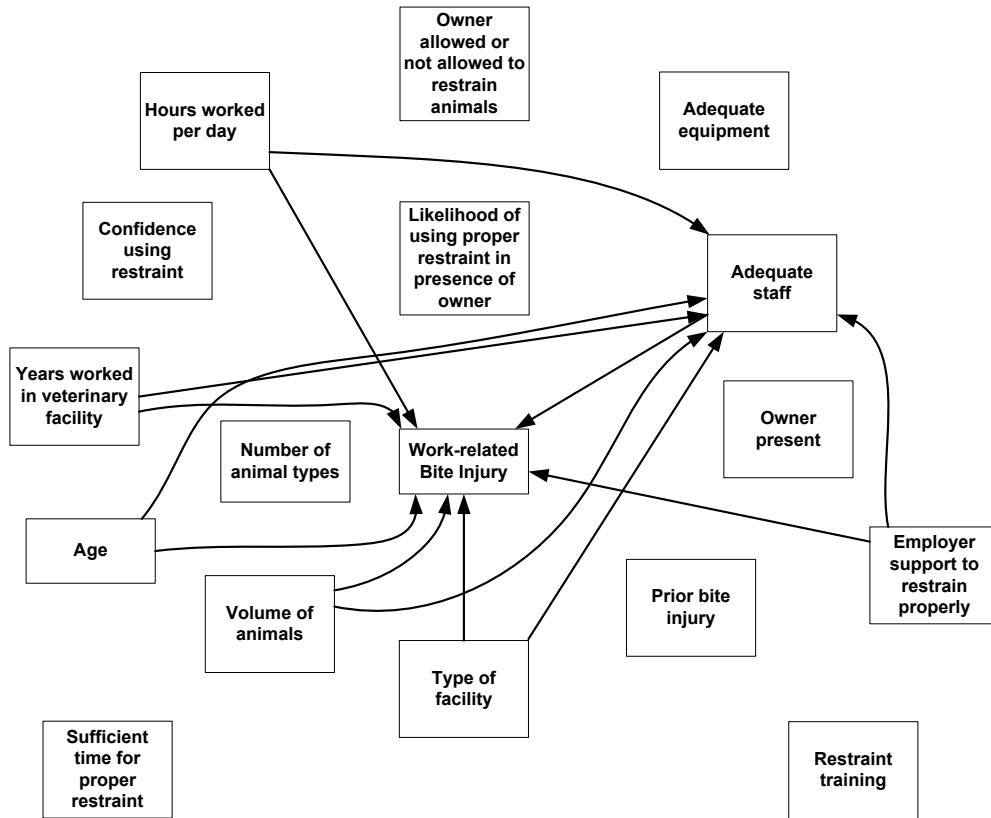 Owner
allowed or
not allowed to
restrain
animals
Hours worked
per day
Adequate
equipment
Confidence
using
restraint
Likelihood of
using proper
restraint in
presence of
owner
Adequate
staff
Years worked
in veterinary
facility
Number of
animal types
Work-related
Bite Injury
Owner
present
Age
Volume of
animals
Prior bite
injury
Employer
support to
restrain
properly
Type of
facility
Sufficient
time for
proper
restraint
Restraint
training